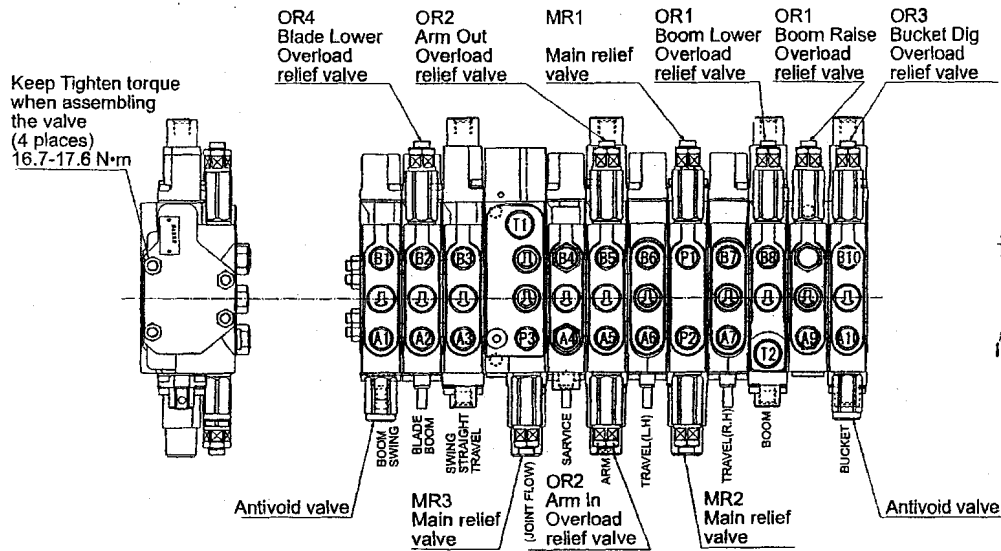 OR4
Blade Lower
Overload
relief valve
OR2
Arm Out
Overload
relief valve
MR1
Main relief
valve
OR1
Boom Lower
Overload
relief valve
OR1
Boom Raise
Overload
relief valve
OR3
Bucket Dig
Overload
relief valve
Keep Tighten torque
when assembling
the valve
(4 places)
16.7-17.6 N•m
T1
B1 B2 B3 B4 B5 B6 P1 B7 B8 B10
A1 A2 A3 P3 A4 A5 A6 P2 A7 T2 A9 A10
BOOM
SWING
BLADE
BOOM
SWING
STRAIGHT
TRAVEL
(JOINT FLOW)
SARVICE
ARM
TRAVEL(L.H)
TRAVEL(R.H)
BOOM
BUCKET
Antivoid valve
MR3
Main relief
valve
OR2
Arm In
Overload
relief valve
MR2
Main relief
valve
Antivoid valve